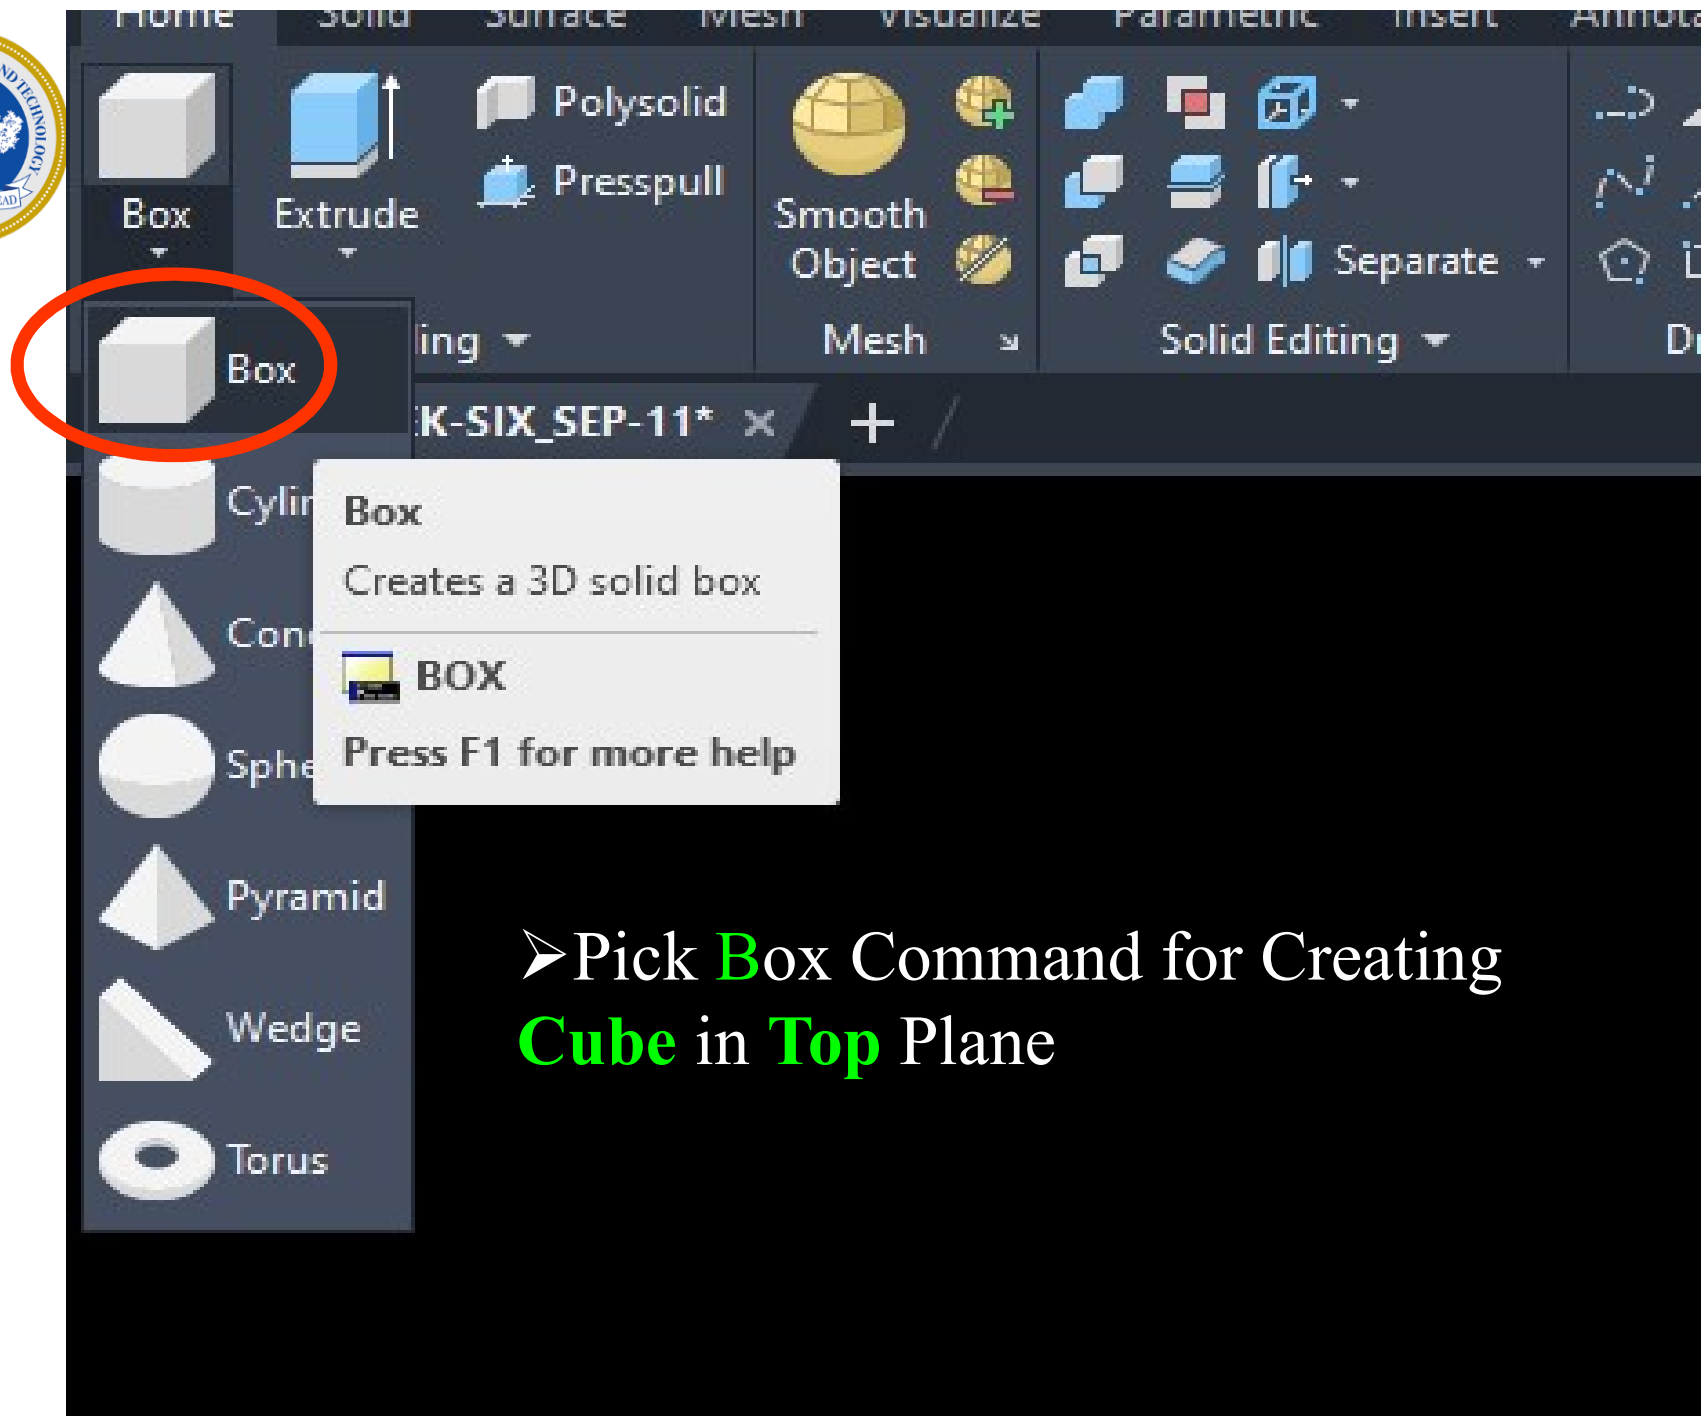 Home Solid Surface Mesh Visualize Parametric Insert
Polysolid
Presspull
Box
Extrude
Smooth
Object
Separate
Mesh
Solid Editing
Box
K-SIX_SEP-11*
Box
Creates a 3D solid box
BOX
Press F1 for more help
Pyramid
Wedge
Torus
➢Pick Box Command for Creating
Cube in Top Plane